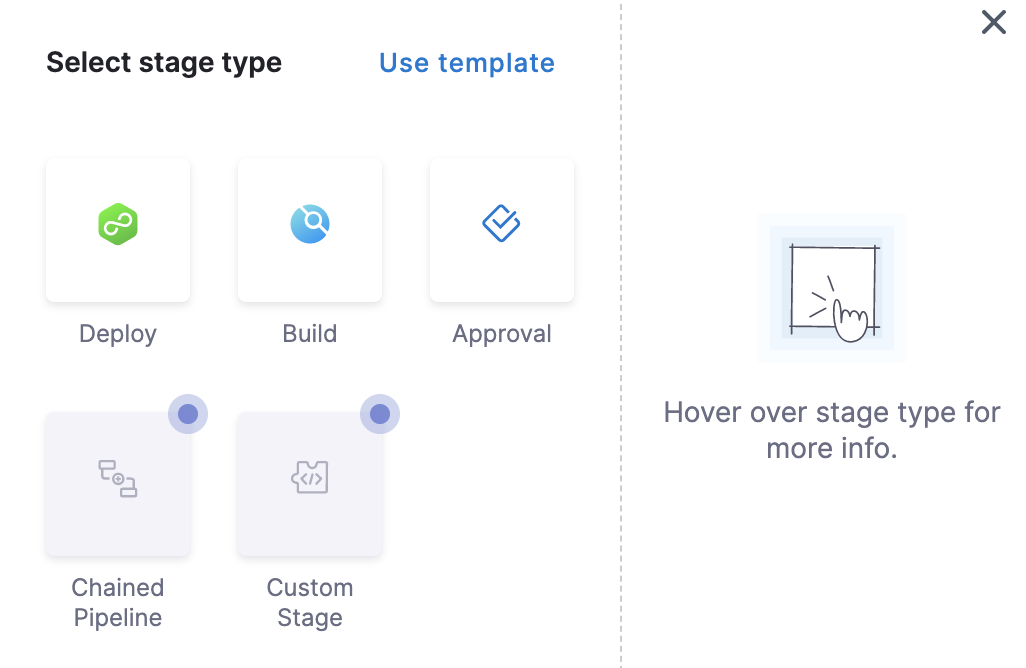 Select stage type
Use template
Deploy
Build
Approval
Chained
Pipeline
Custom
Stage
Hover over stage type for
more info.